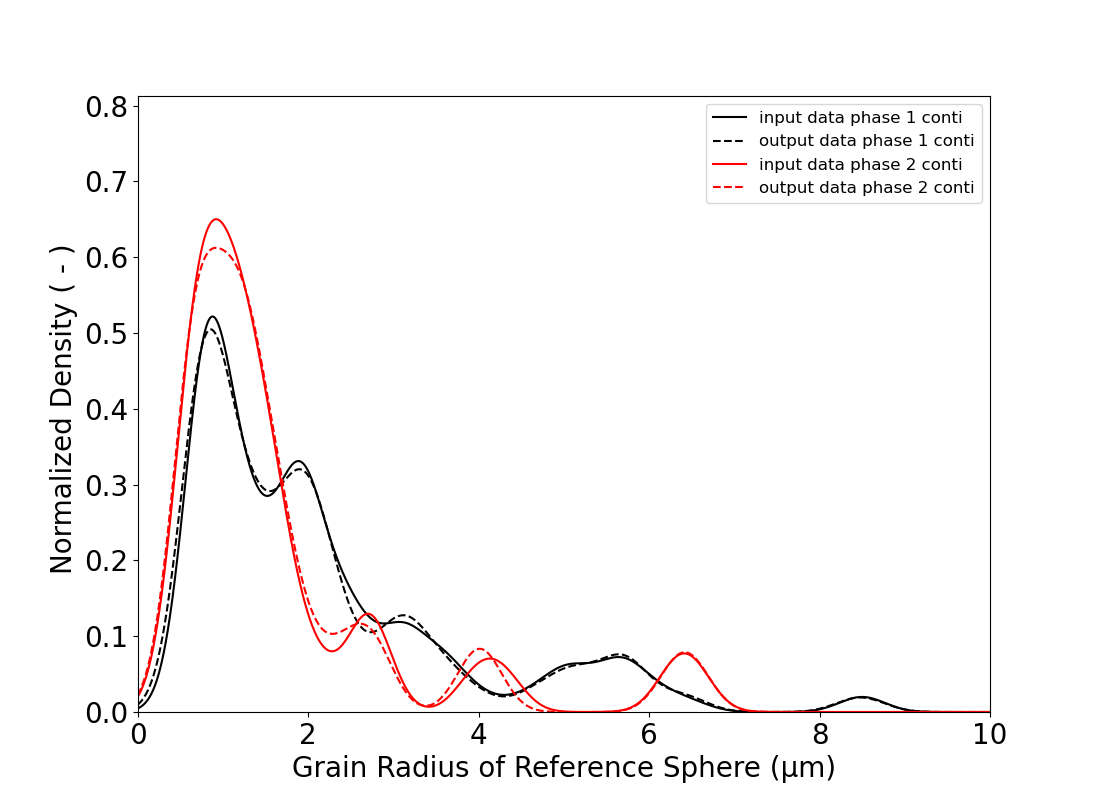 input data phase 1 conti
output data phase 1 conti
input data phase 2 conti
output data phase 2 conti
0.8
0.7
0.6
0.5
0.4
0.3
0.2
0.1
0.0
Normalized Density ( - )
0 2 4 6 8 10
Grain Radius of Reference Sphere (μm)